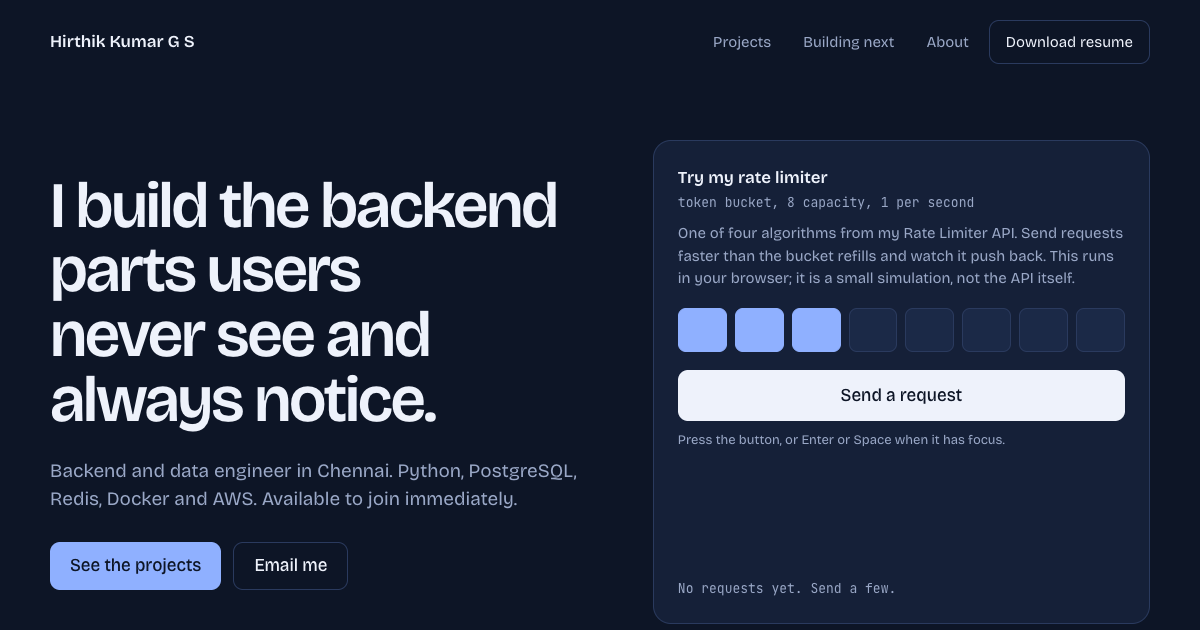 Hirthik Kumar G S
Projects
Building next
About
Download resume
I build the backend
parts users
never see and
always notice.
Backend and data engineer in Chennai. Python, PostgreSQL,
Redis, Docker and AWS. Available to join immediately.
See the projects
Email me
Try my rate limiter
token bucket, 8 capacity, 1 per second
One of four algorithms from my Rate Limiter API. Send requests
faster than the bucket refills and watch it push back. This runs
in your browser; it is a small simulation, not the API itself.
Send a request
Press the button, or Enter or Space when it has focus.
No requests yet. Send a few.